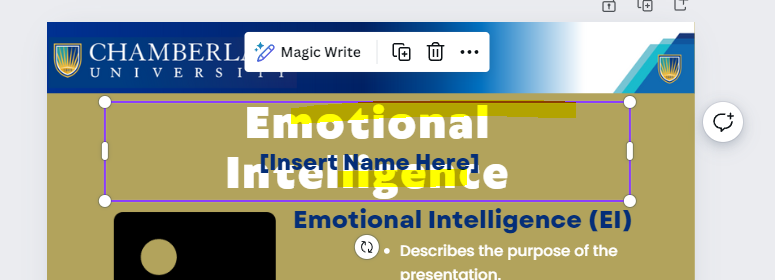 CHAMBERLA
UNIVERSITY
Magic Write
Emotional
Intelligence
[Insert Name Here]
Emotional Intelligence (EI)
• Describes the purpose of the
presentation.